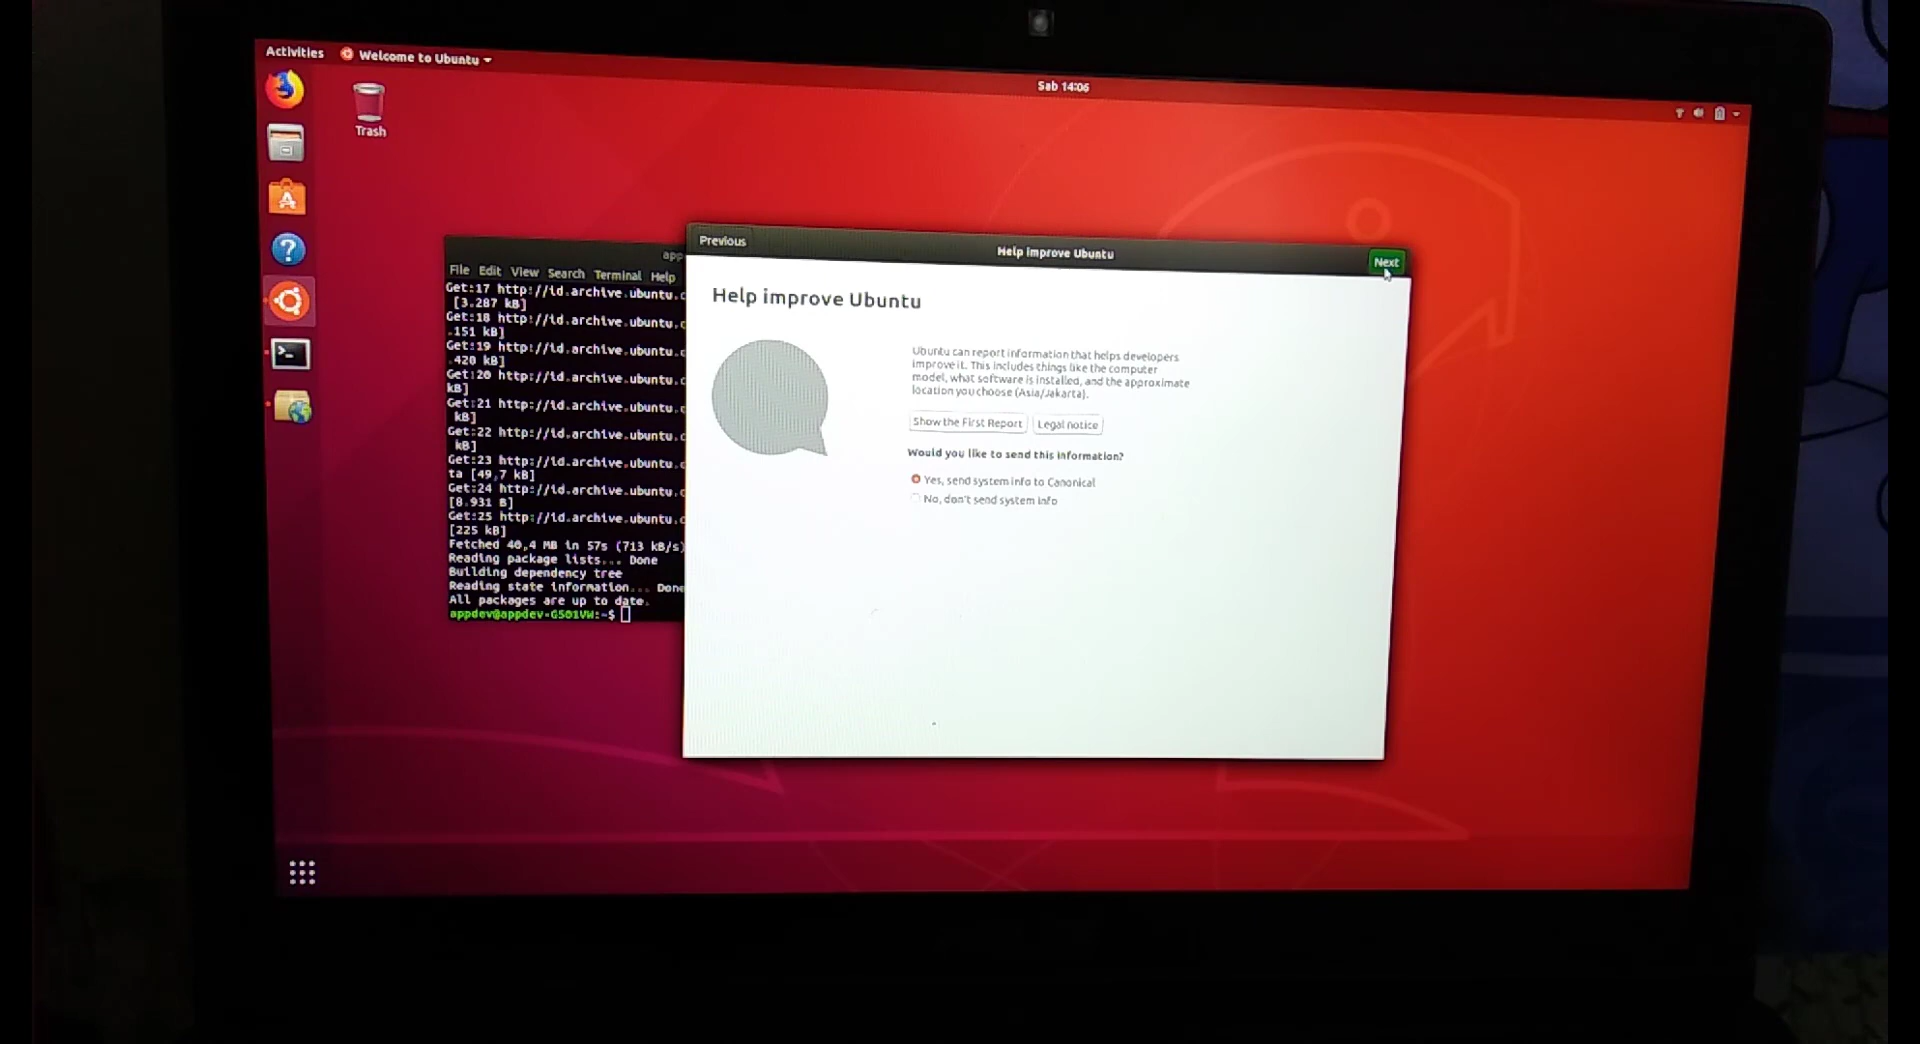 Activities
Welcome to Ubuntu
Sab 14:06
Trash
File Edit View Search Terminal Help
app
Get:17 http://id.archive.ubuntu.c
[3.287 kB]
Get:18 http://id.archive.ubuntu.c
.151 kB]
Get:19 http://id.archive.ubuntu.c
.420 kB]
Get:20 http://id.archive.ubuntu.c
kB]
Get:21 http://id.archive.ubuntu.c
kB]
Get:22 http://id.archive.ubuntu.c
kB]
Get:23 http://id.archive.ubuntu.c
ta [49,7 kB]
Get:24 http://id.archive.ubuntu.c
[8.931 B]
Get:25 http://id.archive.ubuntu.c
[225 kB]
Fetched 40,4 MB in 57s (713 kB/s)
Reading package lists... Done
Building dependency tree
Reading state information... Done
All packages are up to date.
appdev@appdev-G501VW:~$
Previous
Help improve Ubuntu
Next
Help improve Ubuntu
Ubuntu can report information that helps developers
improve it. This includes things like the computer
model, what software is installed, and the approximate
location you choose (Asia/Jakarta).
Show the First Report
Legal notice
Would you like to send this information?
Yes, send system info to Canonical
No, don't send system info